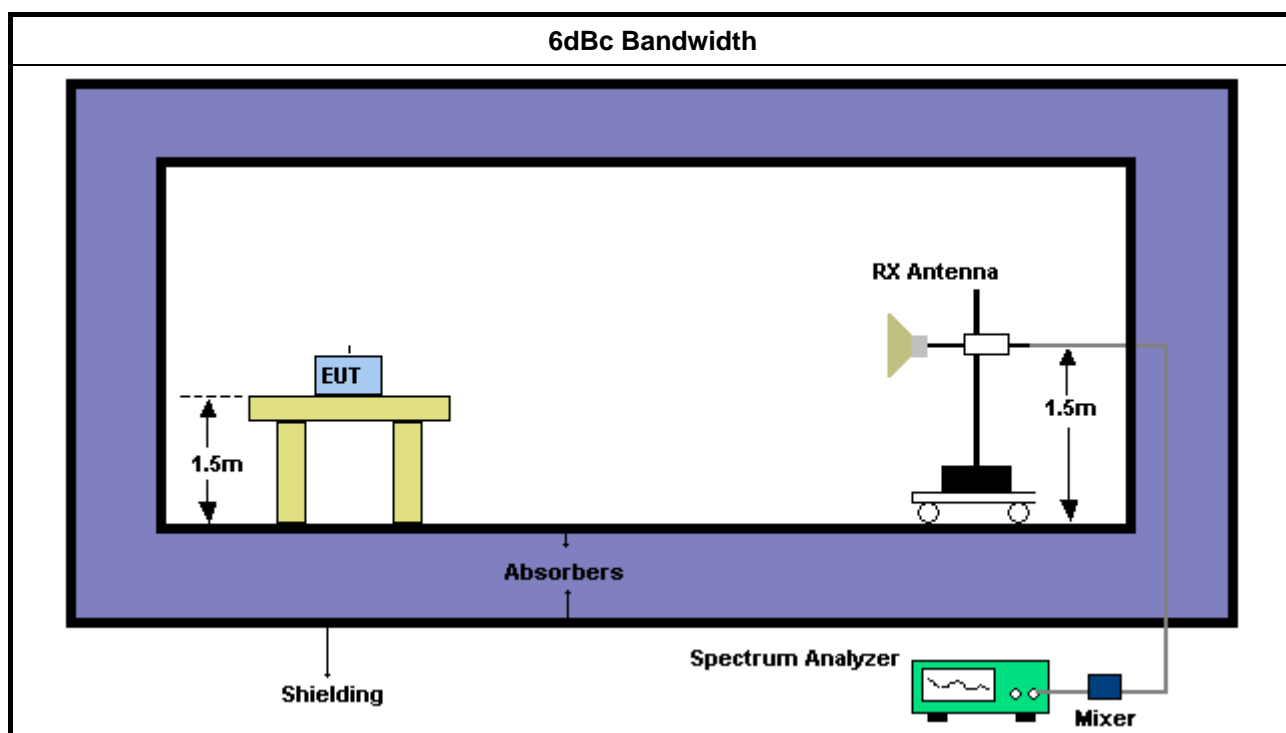 6dBc Bandwidth
RX Antenna
EUT
1.5m
1.5m
Absorbers
Spectrum Analyzer
Shielding
Mixer